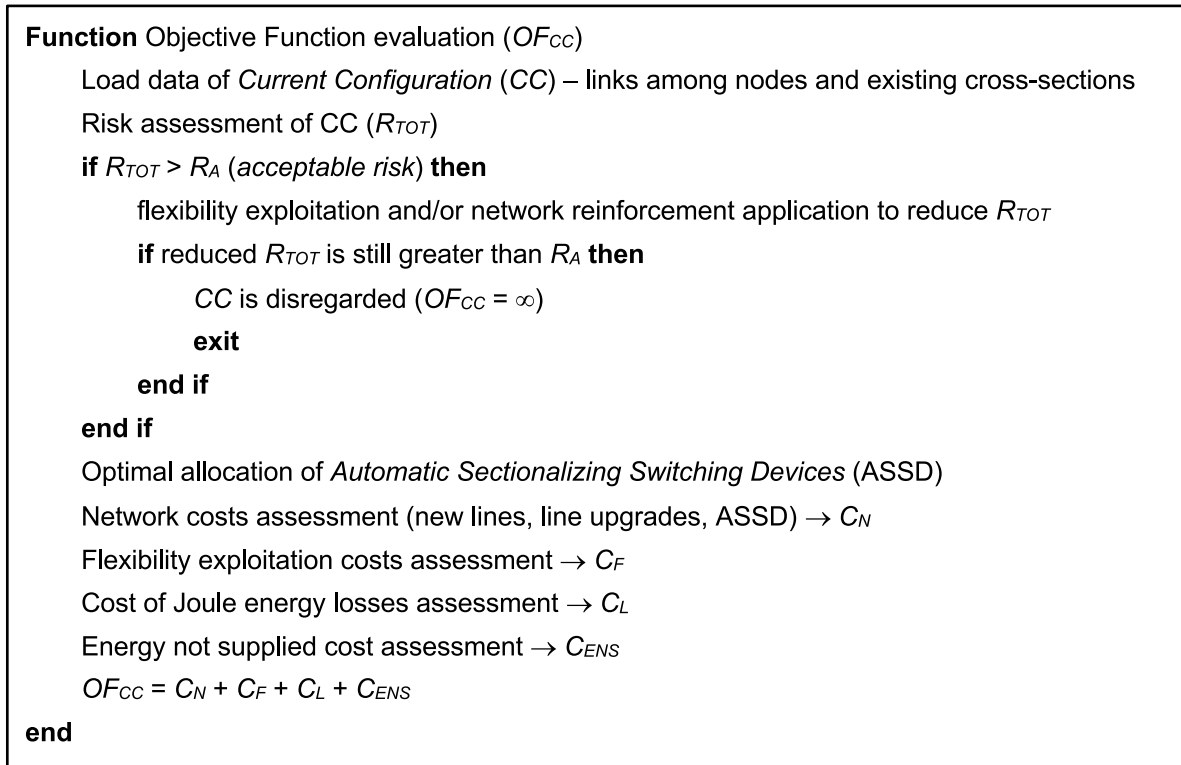 Function Objective Function evaluation (OFCC)
Load data of Current Configuration (CC) – links among nodes and existing cross-sections
Risk assessment of CC (RTOT)
if RTOT > RA (acceptable risk) then
flexibility exploitation and/or network reinforcement application to reduce RTOT
if reduced RTOT is still greater than RA then
CC is disregarded (OFCC = ∞)
exit
end if
end if
Optimal allocation of Automatic Sectionalizing Switching Devices (ASSD)
Network costs assessment (new lines, line upgrades, ASSD) → CN
Flexibility exploitation costs assessment → CF
Cost of Joule energy losses assessment → CL
Energy not supplied cost assessment → CENS
OFCC = CN + CF + CL + CENS
end